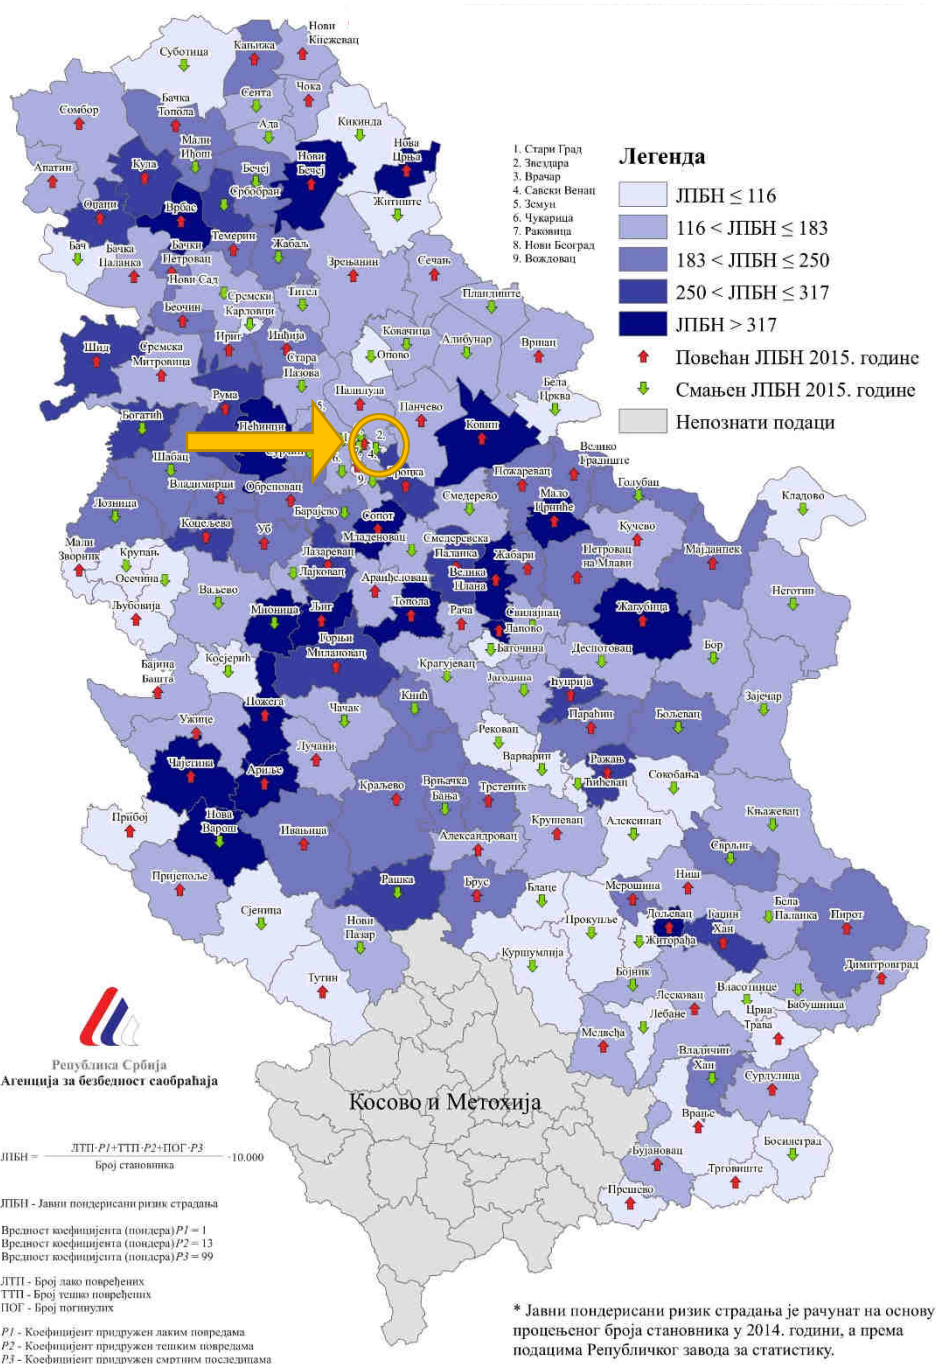 Нови
Кнежевац
Суботица
Кањижа
Сента
Чока
Сомбор
Бачка
Топола
Ада
Кикинда
Мали
Иђош
Нова
Црња
Апатин
Кула
Бечеј
Нови
Бечеј
Србобран
Житиште
Оџаци
Врбас
Темерин
Жабаљ
Бач
Бачка
Паланка
Бачки
Петровац
Зрењанин
Сечањ
Нови Сад
Тител
Пландиште
Беочин
Сремски
Карловци
Ковачица
Алибунар
Вршац
Опово
Шид
Сремска
Митровица
Ириг
Инђија
Стара
Пазова
Бела
Црква
Рума
Палилула
Панчево
Богатић
Пећинци
5.
2.
4.
9.
Ковин
Шабац
Велико
Градиште
Пожаревац
Голубац
Владимирци
Обреновац
Смедерево
Мало
Црниће
Кладово
Лозница
Барајево
Сопот
Коцељева
Уб
Младеновац
Смедеревска
Паланка
Кучево
Мали
Зворник
Крупањ
Лазаревац
Жабари
Петровац
на Млави
Мајданпек
Осечина
Лајковац
Аранђеловац
Велика
Плана
Ваљево
Неготин
Љубовија
Мионица
Љиг
Топола
Рача
Свилајнац
Жагубица
Лапово
Горњи
Милановац
Баточина
Деспотовац
Бор
Бајина
Башта
Косјерић
Крагујевац
Јагодина
Ћуприја
Зајечар
Пожега
Чачак
Кнић
Параћин
Бољевац
Ужице
Рековац
Лучани
Варварин
Ражањ
Чајетина
Ариље
Сокобања
Ћићевац
Краљево
Врњачка
Бања
Трстеник
Прибој
Нова
Варош
Ивањица
Крушевац
Алексинац
Књажевац
Александровац
Сврљиг
Пријепоље
Рашка
Брус
Блаце
Мерошина
Ниш
Бела
Паланка
Пирот
Сјеница
Нови
Пазар
Прокупље
Дољевац
Гаџин
Хан
Житорађа
Куршумлија
Димитровград
Тутин
Бојник
Власотинце
Лесковац
Бабушница
Лебане
Црна
Трава
Медвеђа
Владичин
Хан
Сурдулица
Врање
Босилеград
Бујановац
Трговиште
Прешево
Косово и Метохија
1. Стари Град
2. Звездара
3. Врачар
4. Савски Венац
5. Земун
6. Чукарица
7. Раковица
8. Нови Београд
9. Вождовац
Легенда
ЈПБН ≤ 116
116 < ЈПБН ≤ 183
183 < ЈПБН ≤ 250
250 < ЈПБН ≤ 317
ЈПБН > 317
Повећан ЈПБН 2015. године
Смањен ЈПБН 2015. године
Непознати подаци
Република Србија
Агенција за безбедност саобраћаја
ЈПБН = ЛТП·P1+ТТП·P2+ПОГ·P3
Број становника
·10.000
ЈПБН - Јавни пондерисани ризик страдања
Вредност коефицијента (пондера) P1 = 1
Вредност коефицијента (пондера) P2 = 13
Вредност коефицијента (пондера) P3 = 99
ЛТП - Број лако повређених
ТТП - Број тешко повређених
ПОГ - Број погинулих
P1 - Коефицијент придружен лаким повредама
P2 - Коефицијент придружен тешким повредама
P3 - Коефицијент придружен смртним последицама
* Јавни пондерисани ризик страдања је рачунат на основу
процењеног броја становника у 2014. години, а према
подацима Републичког завода за статистику.